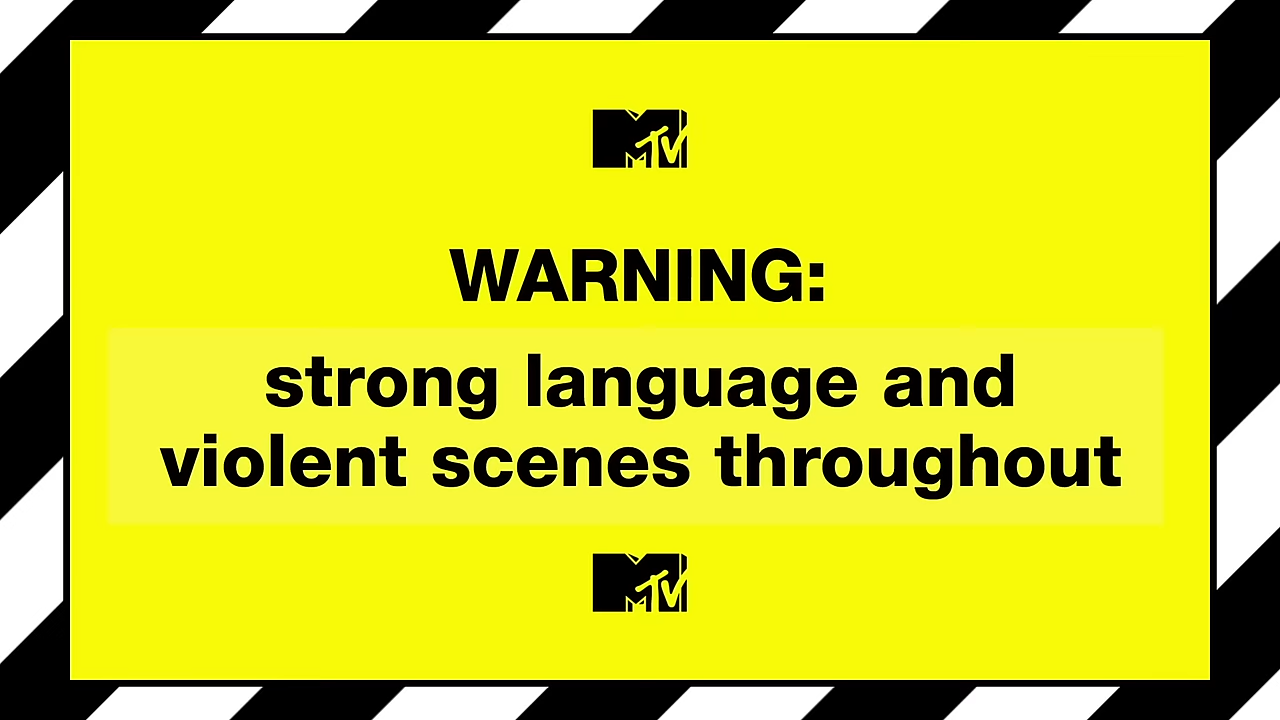 MTV
WARNING:
strong language and
violent scenes throughout
MTV